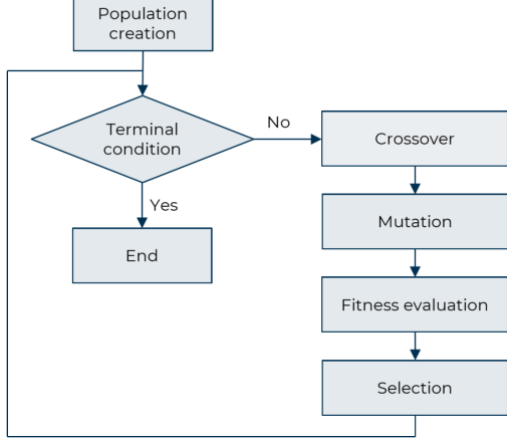 Population
creation
Terminal
condition
No
Crossover
Yes
Mutation
End
Fitness evaluation
Selection